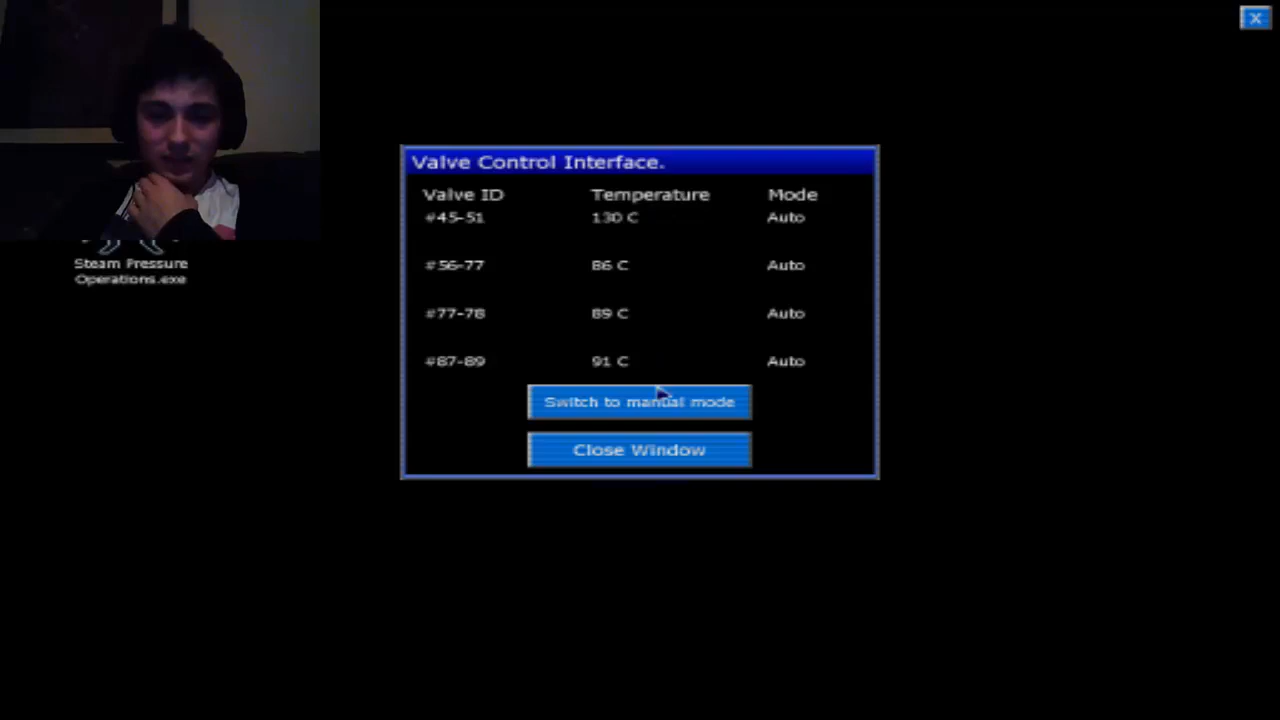 X
Valve Control Interface.
Valve ID Temperature Mode
#45-51 130 C Auto
#56-77 86 C Auto
#77-78 89 C Auto
#87-89 91 C Auto
Switch to manual mode
Close Window
Steam Pressure
Operations.exe